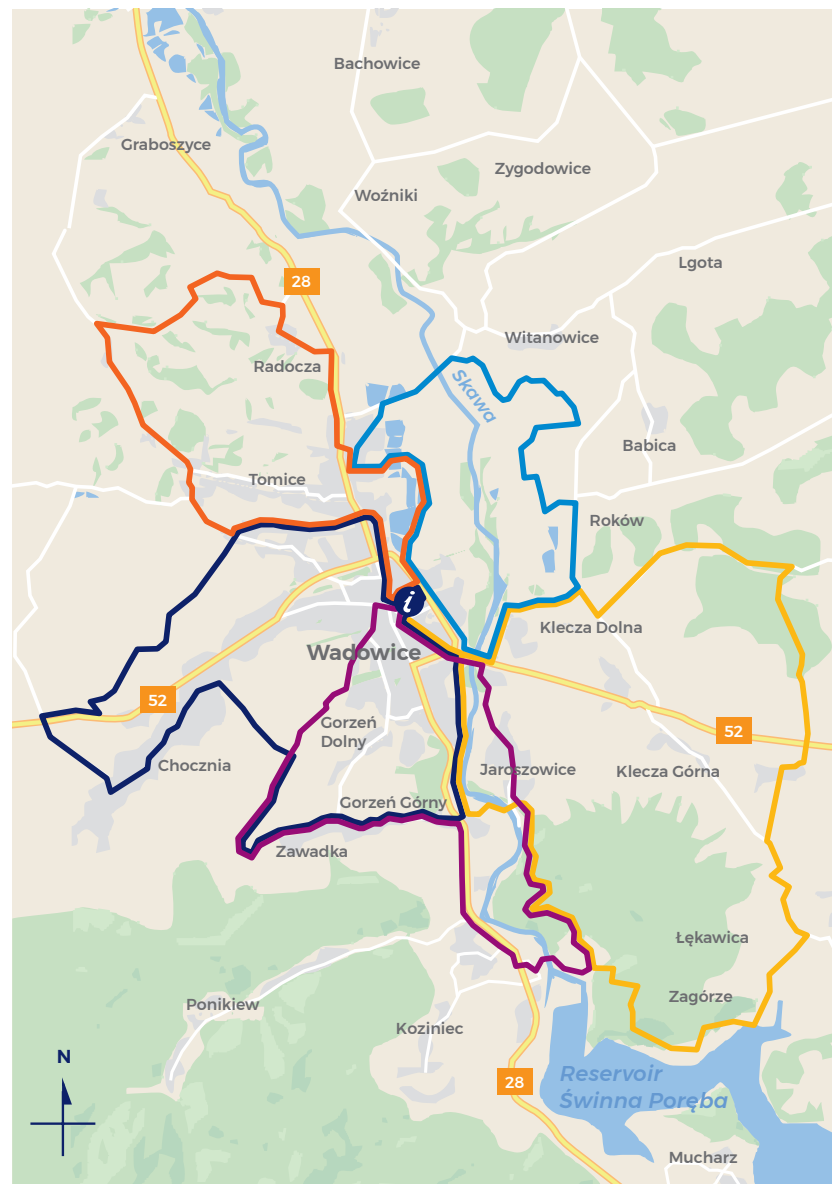 Bachowice
Graboszyce
Zygodowice
Woźniki
Lgota
28
Witanowice
Radocza
Skawa
Babica
Tomice
Roków
i
Klecza Dolna
Wadowice
52
Gorzeń
Dolny
52
Chocznia
Jaroszowice
Klecza Górna
Gorzeń Górny
Zawadka
Łękawica
Zagórze
Ponikiew
Koziniec
N
28
Reservoir
Świnna Poręba
Mucharz